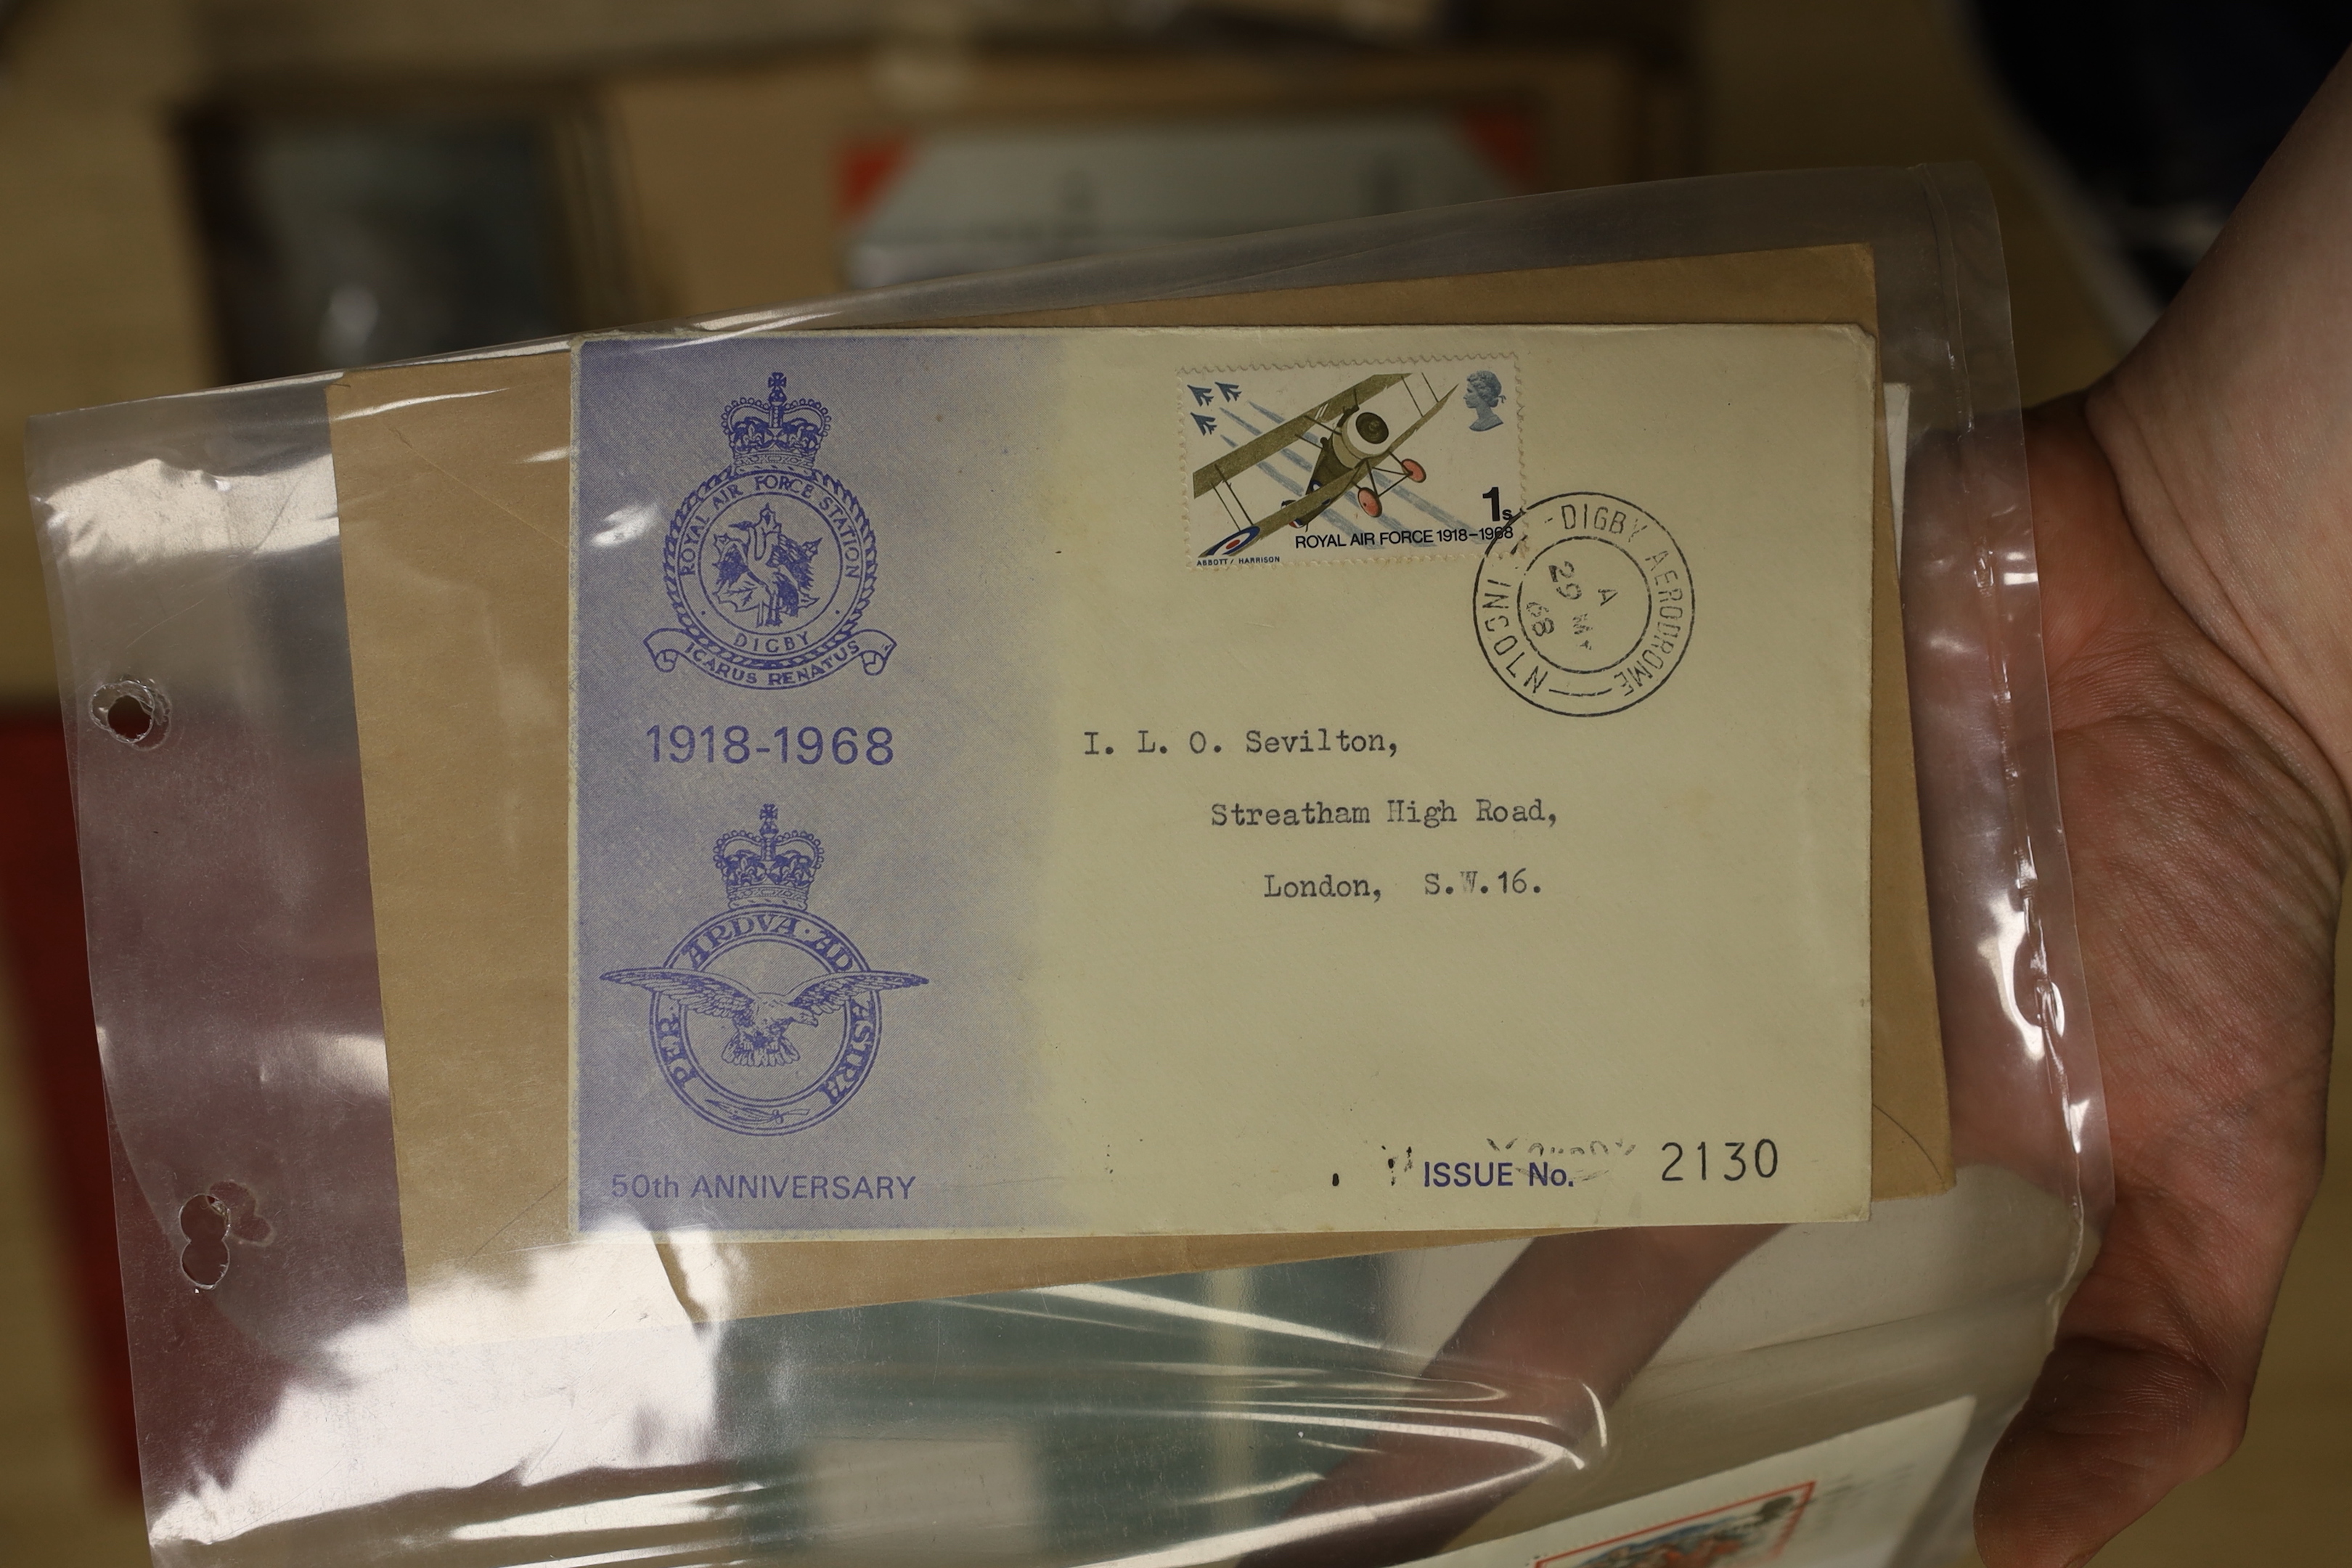 ROYAL AIR FORCE STATION
DIGBY
ICARUS RENATUS
1918-1968
PER ARDVA·AD ASTRA
50th ANNIVERSARY
1s
ROYAL AIR FORCE 1918-1968
ABBOTT / HARRISON
DIGBY AERODROME
LINCOLN
A
29 MY
68
I. L. O. Sevilton,
Streatham High Road,
London, S.W.16.
ISSUE No. 2130